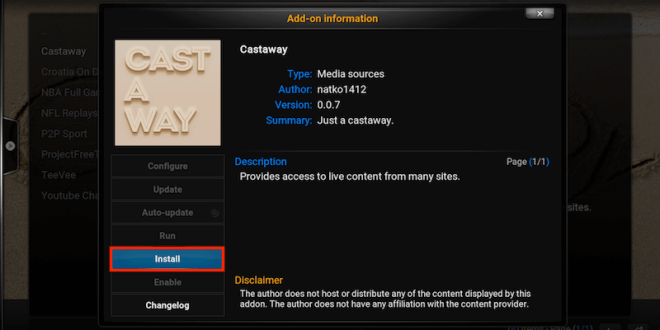 Add-on information
Castaway
Croatia On D
NBA Full Gam
NFL Replays
P2P Sport
ProjectFreeT
TeeVee
Youtube Cha
CAST
A
WAY
Configure
Update
Auto-update
Run
Install
Enable
Changelog
Castaway
Type: Media sources
Author: natko1412
Version: 0.0.7
Summary: Just a castaway.
Description Page (1/1)
Provides access to live content from many sites.
sites.
Disclaimer
The author does not host or distribute any of the content displayed by this
addon. The author does not have any affiliation with the content provider.